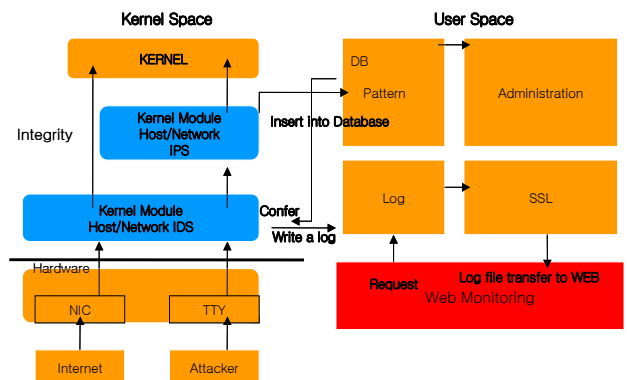 Kernel Space
User Space
KERNEL
DB
Pattern
Administration
Kernel Module
Host/Network
IPS
Insert into Database
Integrity
Log
SSL
Kernel Module
Host/Network IDS
Confer
Write a log
Hardware
Request
Log file transfer to WEB
Web Monitoring
NIC
TTY
Internet
Attacker